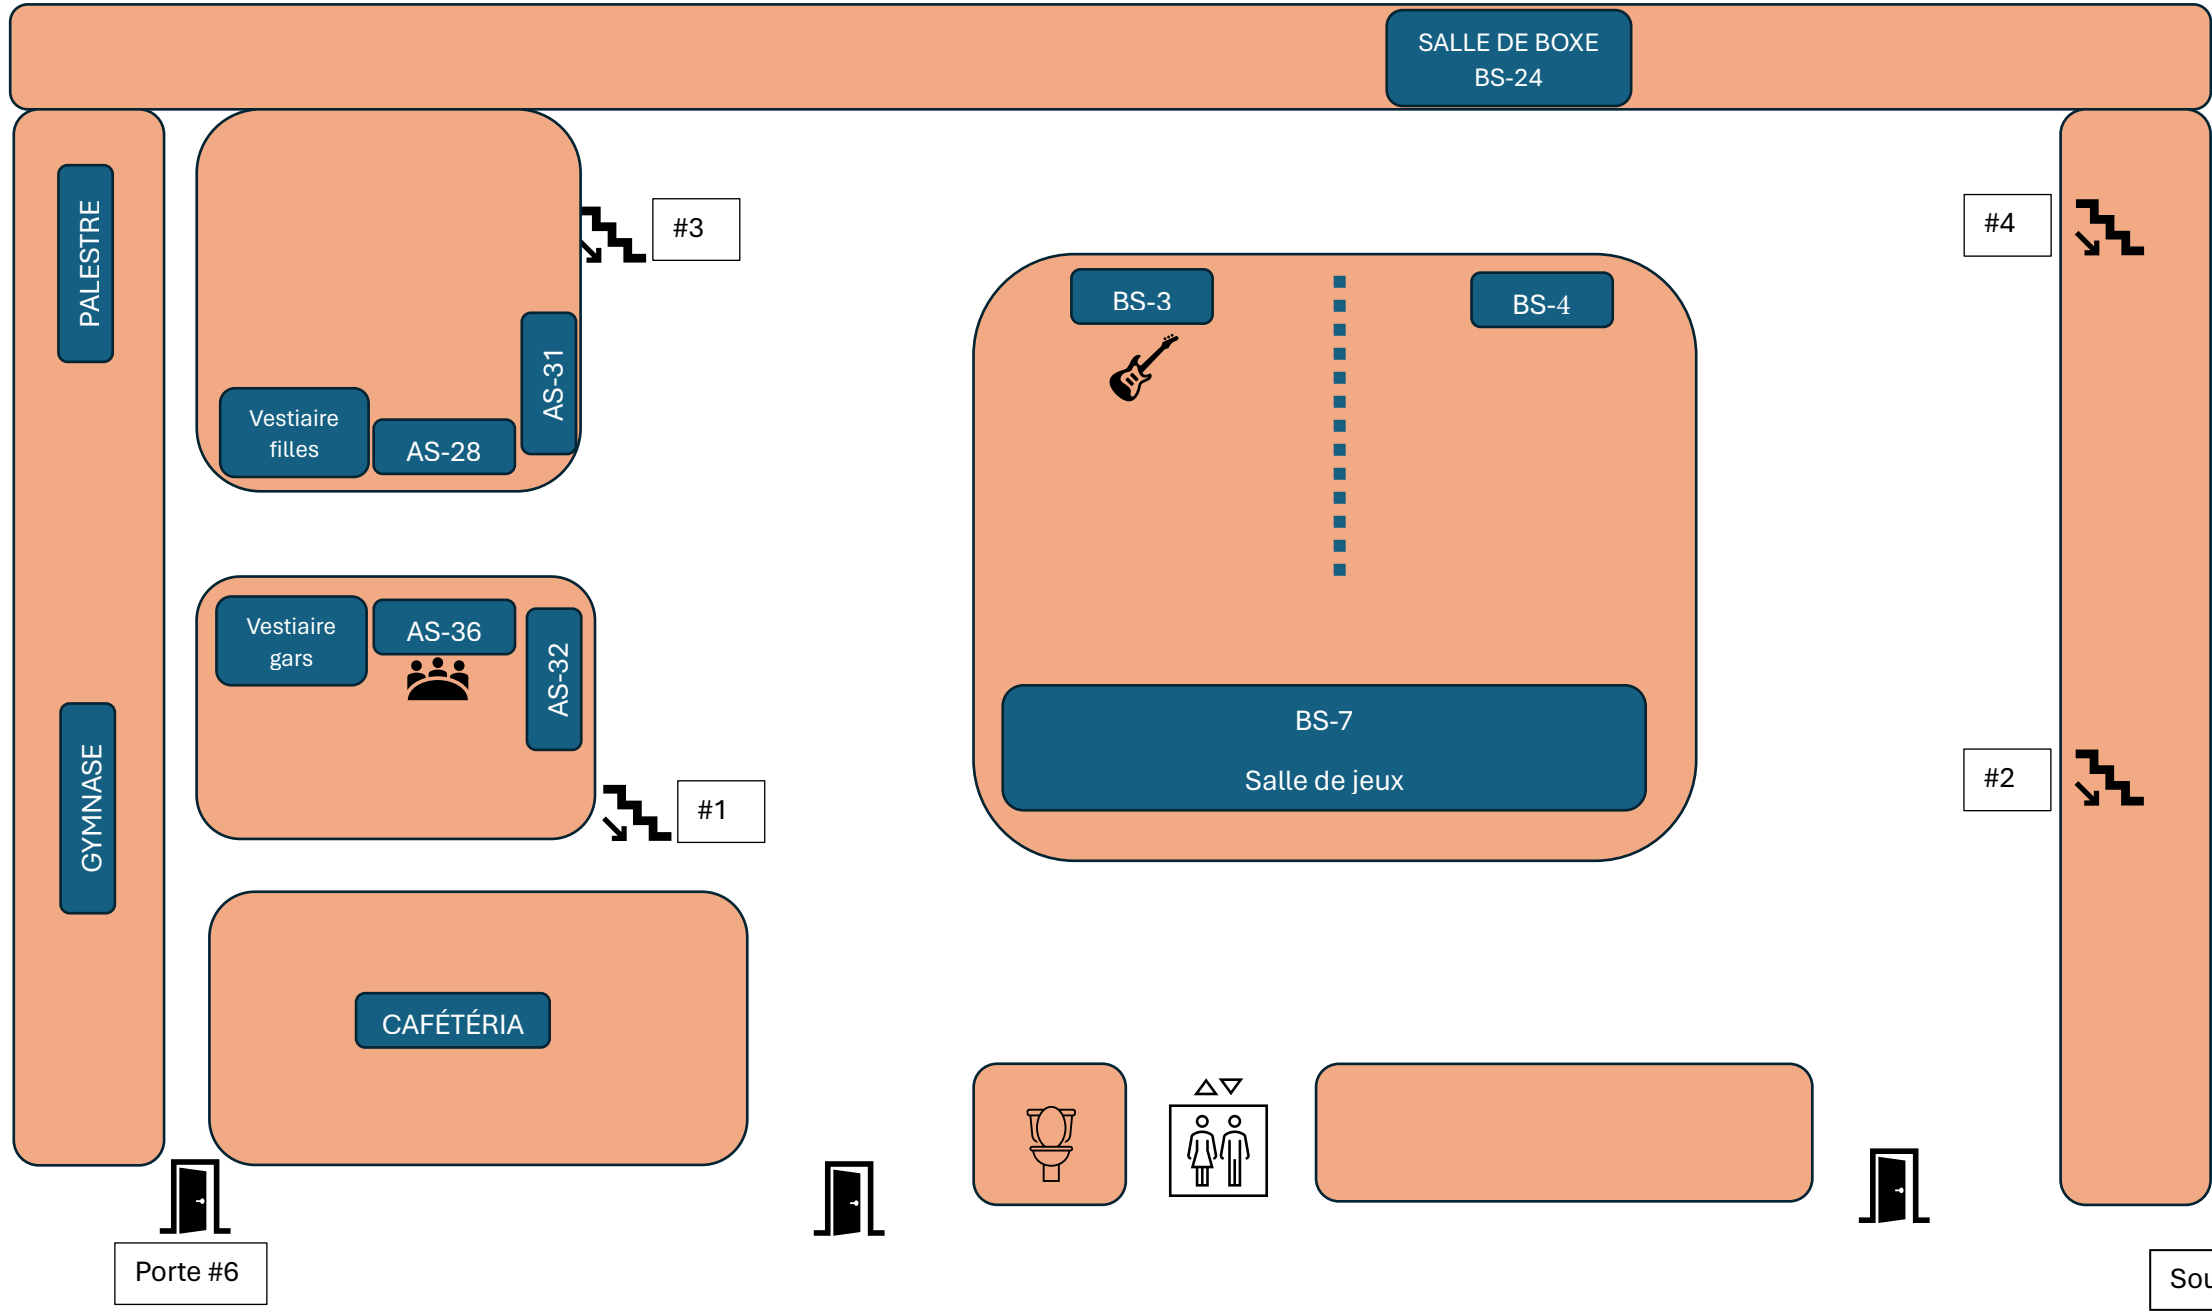 SALLE DE BOXE
BS-24
PALESTRE
#3
#4
BS-3
BS-4
AS-31
Vestiaire
filles
AS-28
Vestiaire
gars
AS-36
AS-32
BS-7
Salle de jeux
GYMNASE
#1
#2
CAFÉTÉRIA
Porte #6
Sou